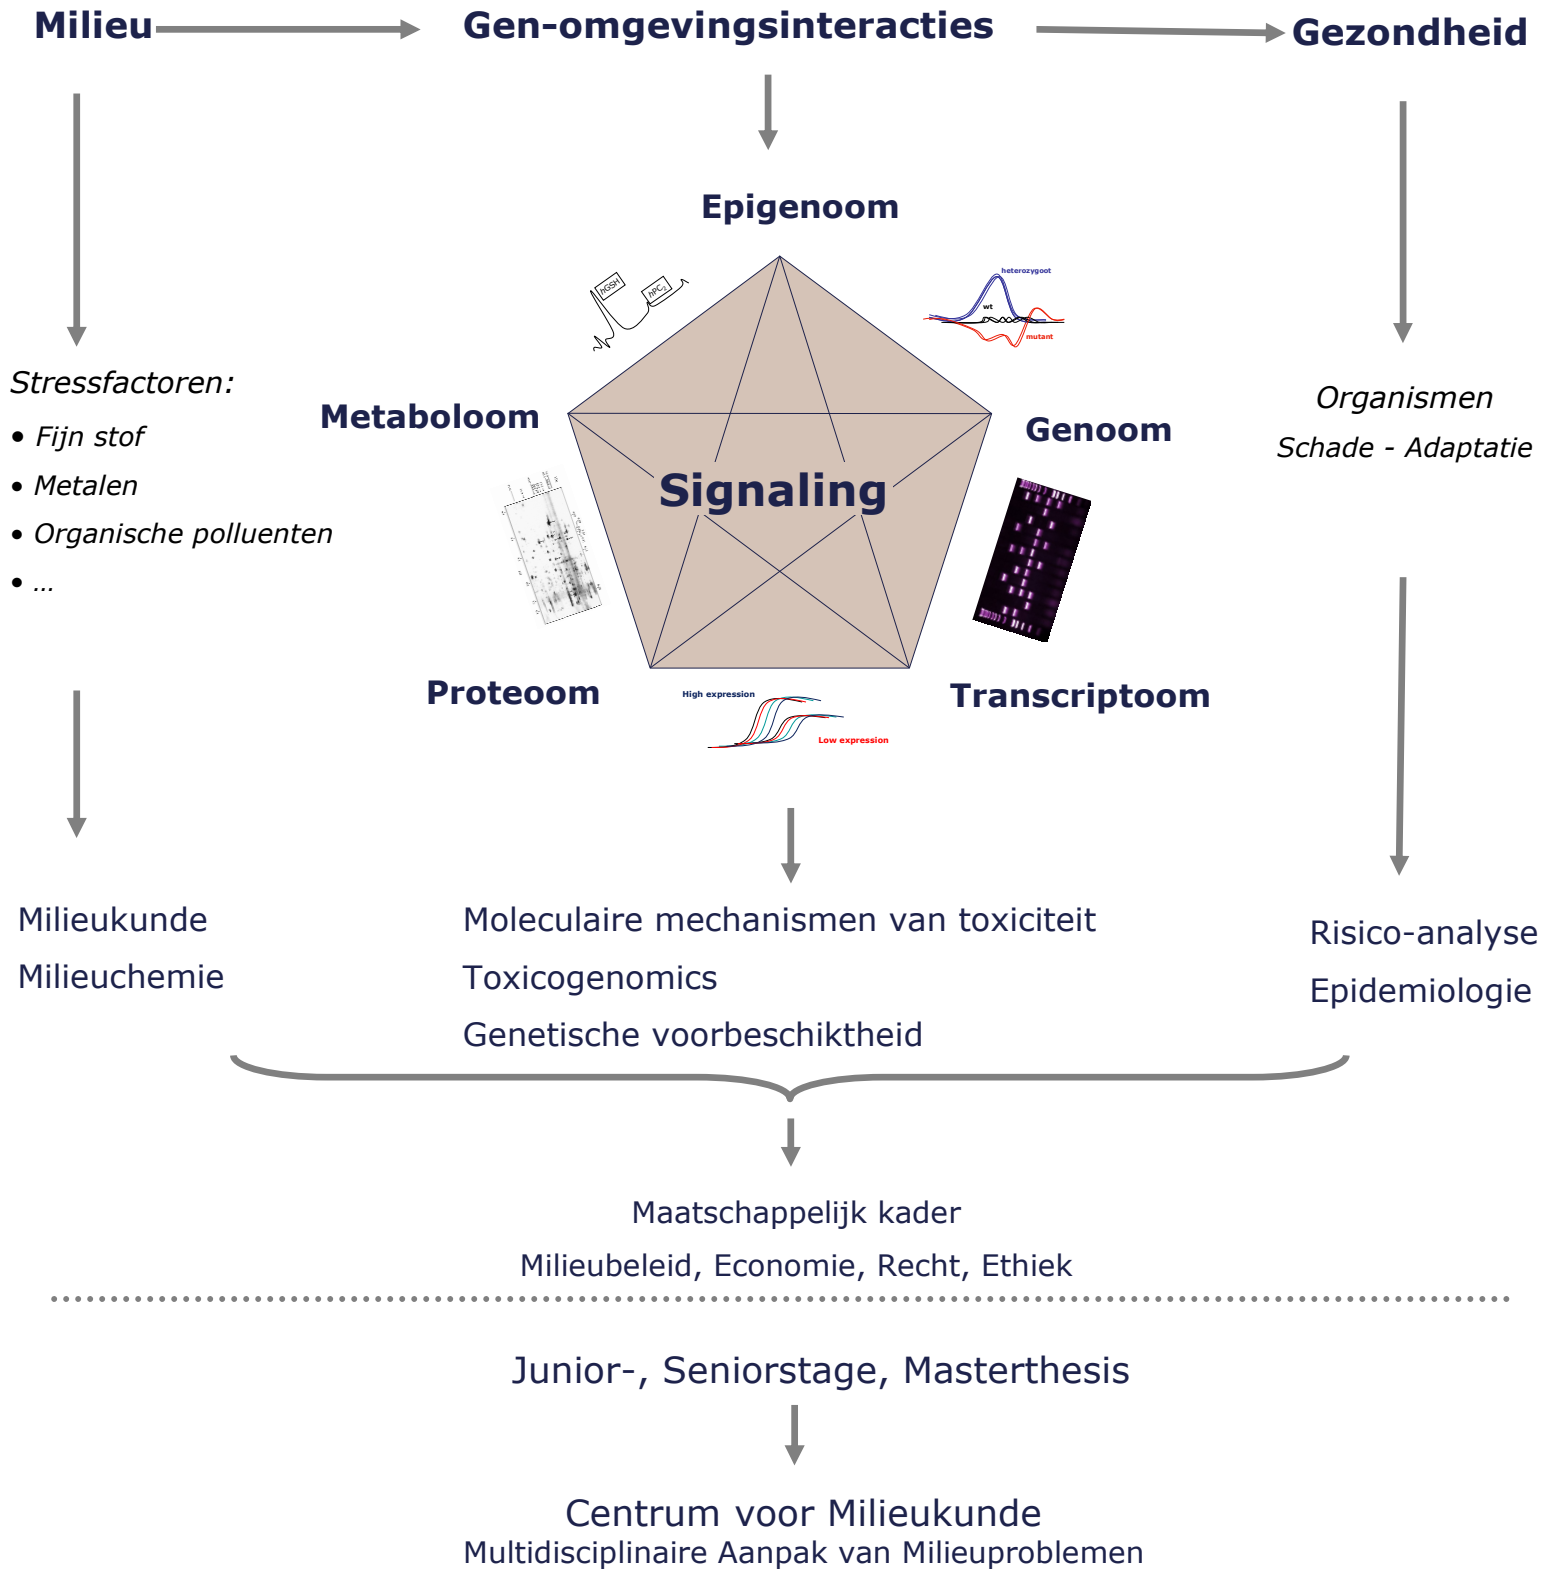 Milieu
Gen-omgevingsinteracties
Gezondheid
Epigenoom
hGSH
hPC2
heterozygoot
wt
mutant
Stressfactoren:
• Fijn stof
• Metalen
• Organische polluenten
• ...
Metaboloom
Genoom
Organismen
Schade - Adaptatie
Signaling
Proteoom
Transcriptoom
High expression
Low expression
Milieukunde
Milieuchemie
Moleculaire mechanismen van toxiciteit
Toxicogenomics
Genetische voorbeschiktheid
Risico-analyse
Epidemiologie
Maatschappelijk kader
Milieubeleid, Economie, Recht, Ethiek
Junior-, Seniorstage, Masterthesis
Centrum voor Milieukunde
Multidisciplinaire Aanpak van Milieuproblemen